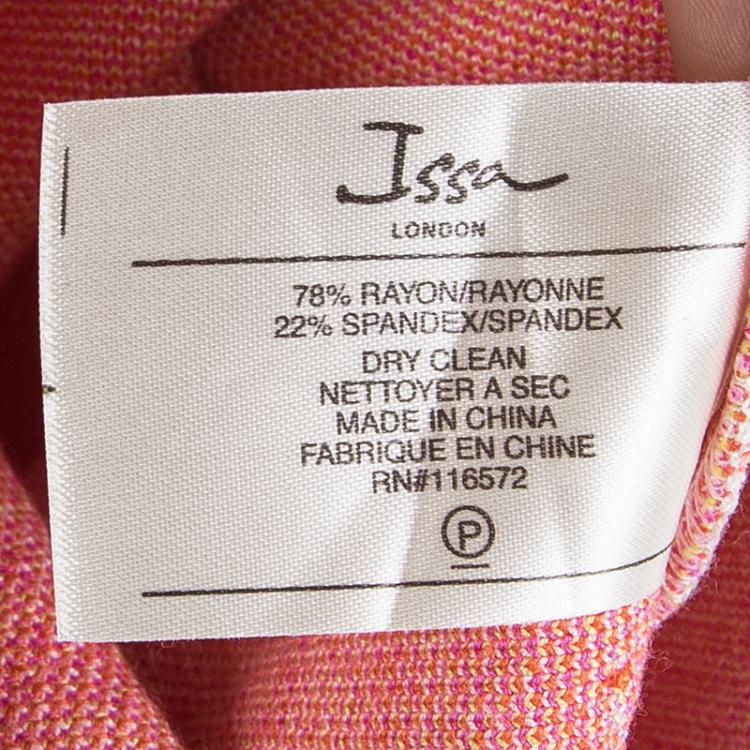 Issa
LONDON
78% RAYON/RAYONNE
22% SPANDEX/SPANDEX
DRY CLEAN
NETTOYER A SEC
MADE IN CHINA
FABRIQUE EN CHINE
RN#116572
P